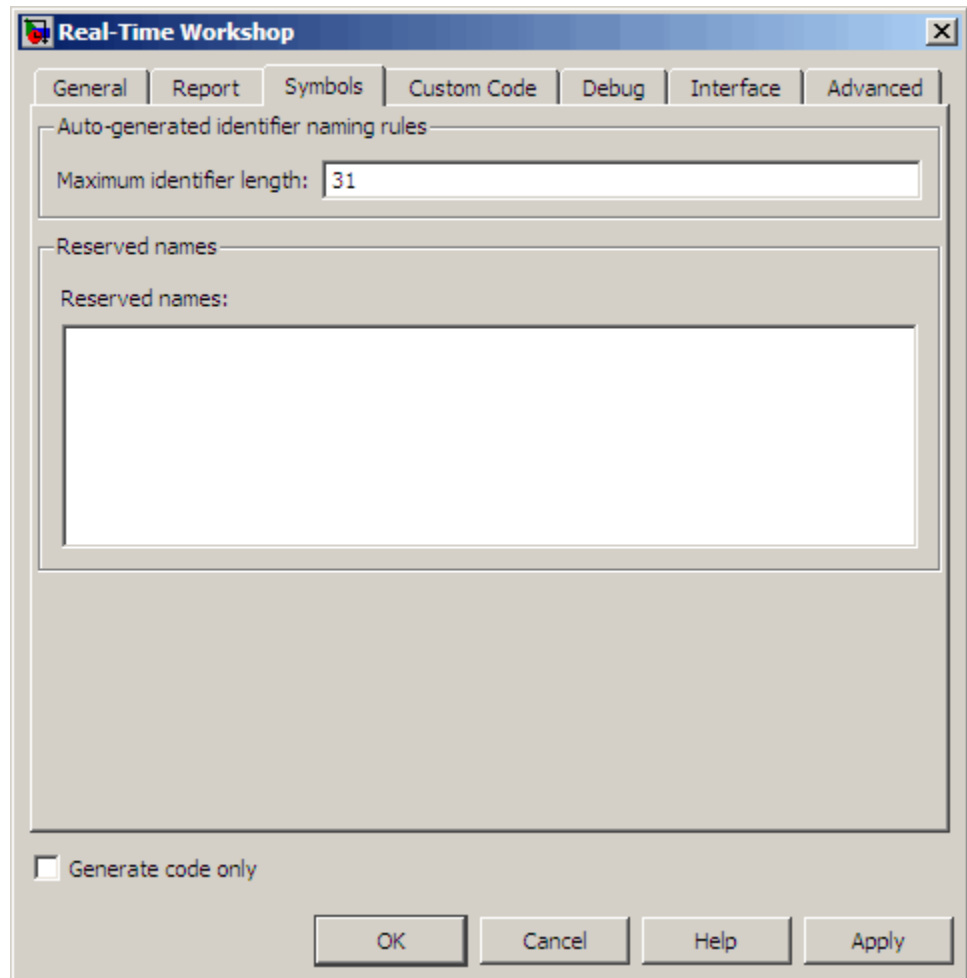 Real-Time Workshop
General Report Symbols Custom Code Debug Interface Advanced
Auto-generated identifier naming rules
Maximum identifier length: 31
Reserved names
Reserved names:
Generate code only
OK Cancel Help Apply